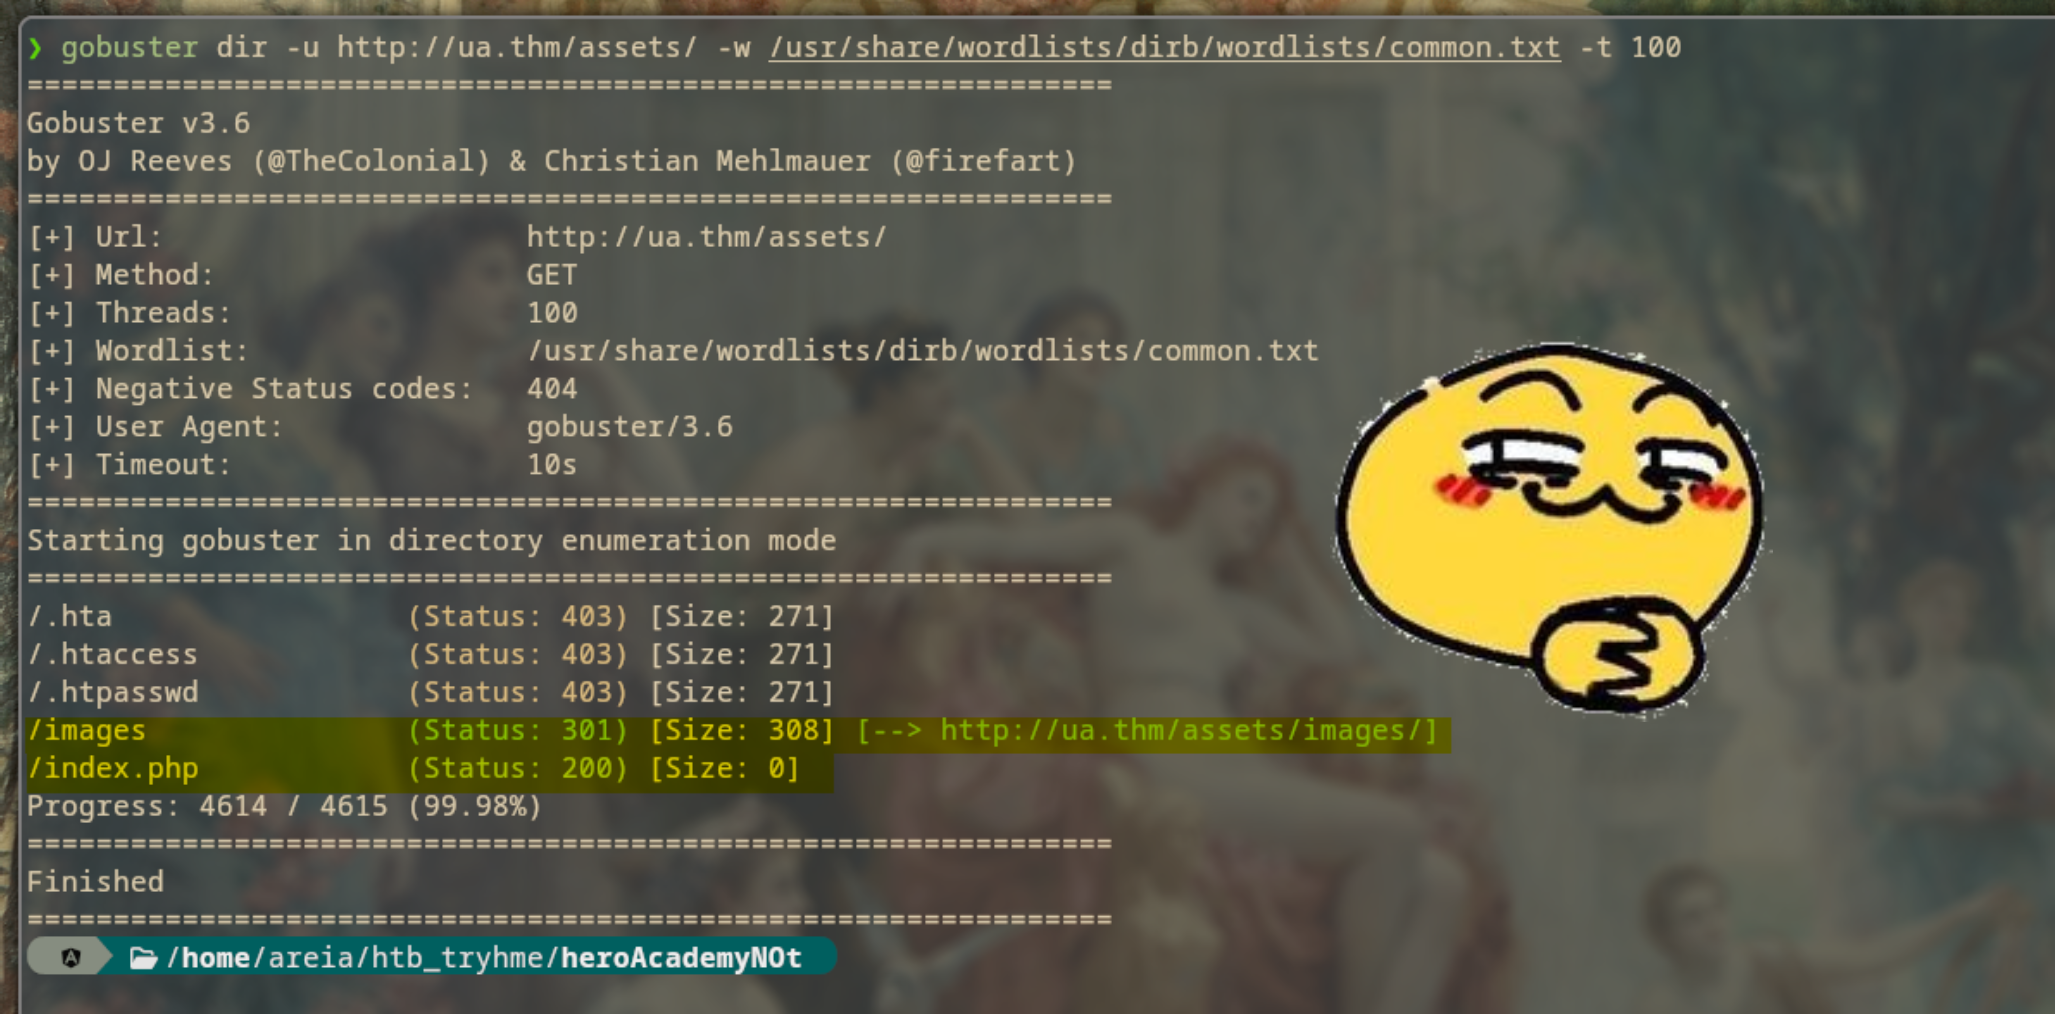 ❯ gobuster dir -u http://ua.thm/assets/ -w /usr/share/wordlists/dirb/wordlists/common.txt -t 100
===============================================================
Gobuster v3.6
by OJ Reeves (@TheColonial) & Christian Mehlmauer (@firefart)
===============================================================
[+] Url:                     http://ua.thm/assets/
[+] Method:                  GET
[+] Threads:                 100
[+] Wordlist:                /usr/share/wordlists/dirb/wordlists/common.txt
[+] Negative Status codes:   404
[+] User Agent:              gobuster/3.6
[+] Timeout:                 10s
===============================================================
Starting gobuster in directory enumeration mode
===============================================================
/.hta                 (Status: 403) [Size: 271]
/.htaccess            (Status: 403) [Size: 271]
/.htpasswd            (Status: 403) [Size: 271]
/images               (Status: 301) [Size: 308] [--> http://ua.thm/assets/images/]
/index.php            (Status: 200) [Size: 0]
Progress: 4614 / 4615 (99.98%)
===============================================================
Finished
===============================================================
/home/areia/htb_tryhme/heroAcademyNOt